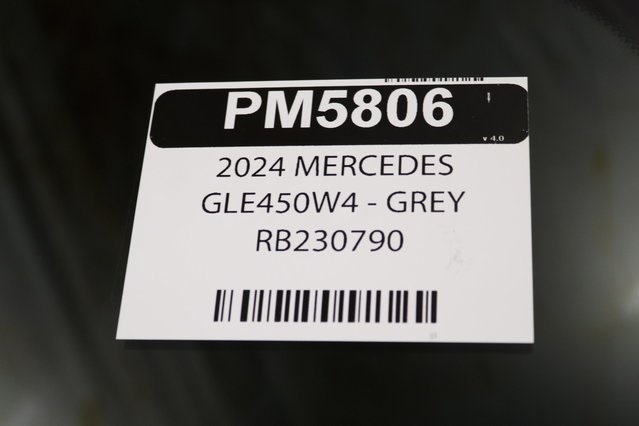 PM5806
v 4.0
2024 MERCEDES
GLE450W4 - GREY
RB230790